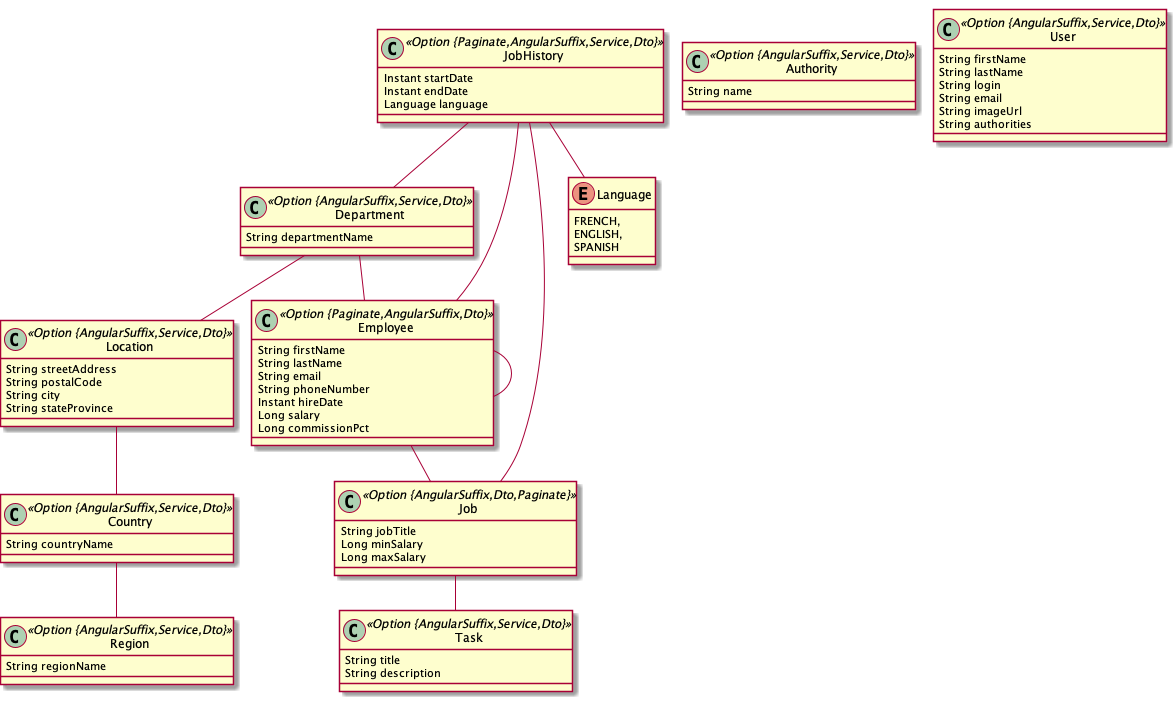 C
«Option {Paginate,AngularSuffix,Service,Dto}»
JobHistory
Instant startDate
Instant endDate
Language language
C
«Option {AngularSuffix,Service,Dto}»
Authority
String name
C
«Option {AngularSuffix,Service,Dto}»
User
String firstName
String lastName
String login
String email
String imageUrl
String authorities
C
«Option {AngularSuffix,Service,Dto}»
Department
String departmentName
E
Language
FRENCH,
ENGLISH,
SPANISH
C
«Option {AngularSuffix,Service,Dto}»
Location
String streetAddress
String postalCode
String city
String stateProvince
C
«Option {Paginate,AngularSuffix,Dto}»
Employee
String firstName
String lastName
String email
String phoneNumber
Instant hireDate
Long salary
Long commissionPct
C
«Option {AngularSuffix,Service,Dto}»
Country
String countryName
C
«Option {AngularSuffix,Dto,Paginate}»
Job
String jobTitle
Long minSalary
Long maxSalary
C
«Option {AngularSuffix,Service,Dto}»
Region
String regionName
C
«Option {AngularSuffix,Service,Dto}»
Task
String title
String description